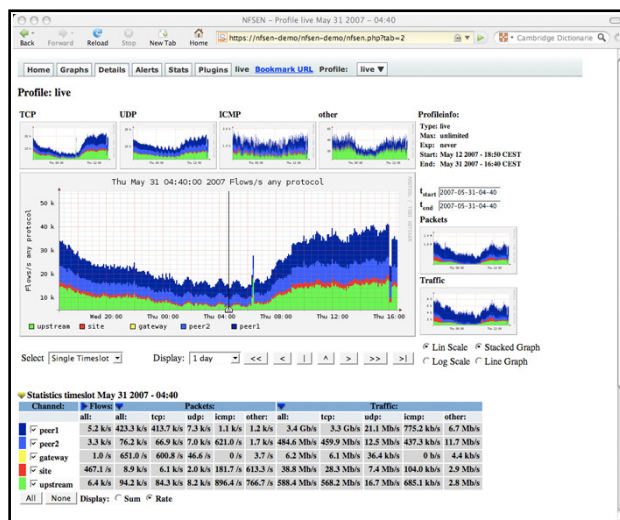 NFSEN - Profile live May 31 2007 - 04:40
Back Forward Reload Stop New Tab Home https://nfsen-demo/nfsen-demo/nfsen.php?tab=2 Cambridge Dictionarie
Home Graphs Details Alerts Stats Plugins live Bookmark URL Profile: live ▼
Profile: live
TCP UDP ICMP other Profileinfo:
Type: live
Max: unlimited
Exp: never
Start: May 12 2007 - 18:50 CEST
End: May 31 2007 - 16:40 CEST
Thu May 31 04:40:00 2007 Flows/s any protocol
tstart 2007-05-31-04-40
tend 2007-05-31-04-40
Packets
Traffic
Flows/s any protocol
50 k
40 k
30 k
20 k
10 k
Wed 20:00 Thu 00:00 Thu 04:00 Thu 08:00 Thu 12:00 Thu 16:00
upstream site gateway peer2 peer1
Lin Scale Stacked Graph
Log Scale Line Graph
Select Single Timeslot Display: 1 day << < | ^ > >> >|
Statistics timeslot May 31 2007 - 04:40
Channel: Flows: Packets: Traffic:
all: all: tcp: udp: icmp: other: all: tcp: udp: icmp: other:
peer1 5.2 k/s 423.3 k/s 413.7 k/s 7.3 k/s 1.1 k/s 1.2 k/s 3.4 Gb/s 3.3 Gb/s 21.1 Mb/s 775.2 kb/s 6.7 Mb/s
peer2 3.3 k/s 76.2 k/s 66.9 k/s 7.0 k/s 621.0 /s 1.7 k/s 484.6 Mb/s 459.9 Mb/s 12.5 Mb/s 437.3 kb/s 11.7 Mb/s
gateway 1.0 /s 651.0 /s 600.8 /s 46.6 /s 0 /s 3.7 /s 6.2 Mb/s 6.1 Mb/s 36.4 kb/s 0 b/s 4.4 kb/s
site 467.1 /s 8.9 k/s 6.1 k/s 2.0 k/s 181.7 /s 613.3 /s 38.8 Mb/s 28.3 Mb/s 7.4 Mb/s 104.0 kb/s 2.9 Mb/s
upstream 6.4 k/s 94.2 k/s 84.3 k/s 8.2 k/s 896.4 /s 766.7 /s 588.4 Mb/s 568.2 Mb/s 16.7 Mb/s 685.1 kb/s 2.8 Mb/s
All None Display: Sum Rate